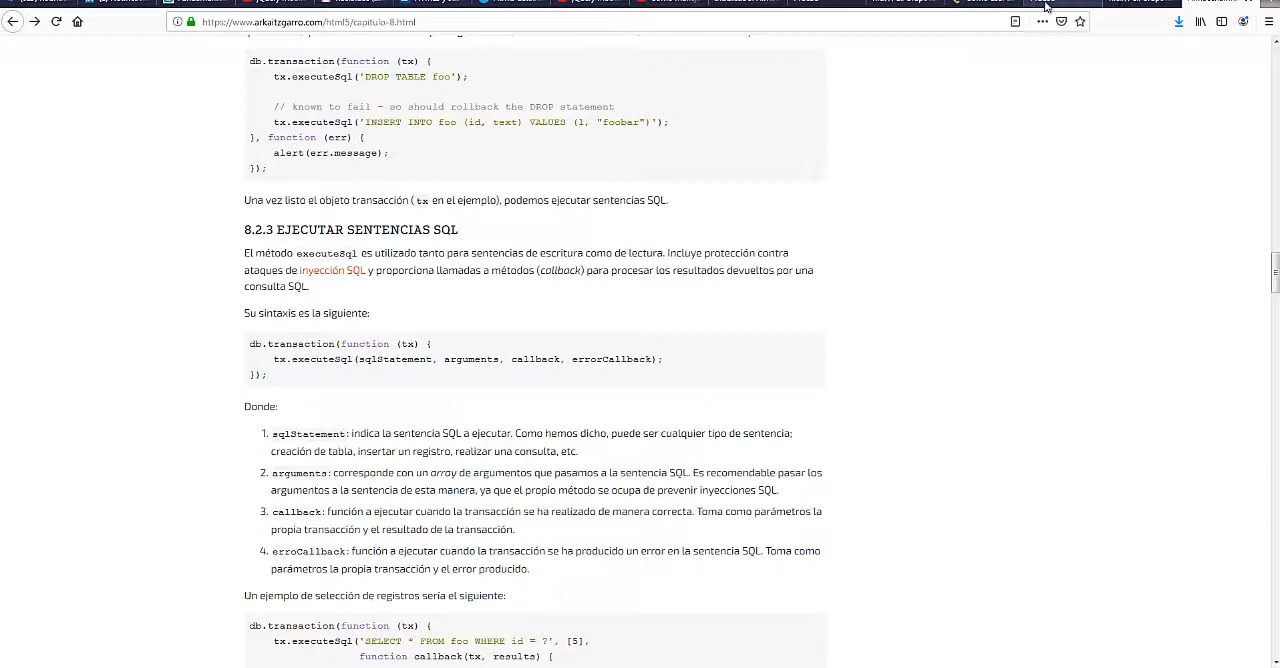 https://www.arkaitzgarro.com/html5/capitulo-8.html
db.transaction(function (tx) {
tx.executeSql('DROP TABLE foo');
// known to fail - so should rollback the DROP statement
tx.executeSql('INSERT INTO foo (id, text) VALUES (1, "foobar")');
}, function (err) {
alert(err.message);
});
Una vez listo el objeto transacción ( tx en el ejemplo), podemos ejecutar sentencias SQL.
8.2.3 EJECUTAR SENTENCIAS SQL
El método executeSql es utilizado tanto para sentencias de escritura como de lectura. Incluye protección contra
ataques de inyección SQL y proporciona llamadas a métodos (callback) para procesar los resultados devueltos por una
consulta SQL.
Su sintaxis es la siguiente:
db.transaction(function (tx) {
tx.executeSql(sqlStatement, arguments, callback, errorCallback);
});
Donde:
1. sqlStatement: indica la sentencia SQL a ejecutar. Como hemos dicho, puede ser cualquier tipo de sentencia;
creación de tabla, insertar un registro, realizar una consulta, etc.
2. arguments: corresponde con un array de argumentos que pasamos a la sentencia SQL. Es recomendable pasar los
argumentos a la sentencia de esta manera, ya que el propio método se ocupa de prevenir inyecciones SQL.
3. callback: función a ejecutar cuando la transacción se ha realizado de manera correcta. Toma como parámetros la
propia transacción y el resultado de la transacción.
4. erroCallback: función a ejecutar cuando la transacción se ha producido un error en la sentencia SQL. Toma como
parámetros la propia transacción y el error producido.
Un ejemplo de selección de registros sería el siguiente:
db.transaction(function (tx) {
tx.executeSql('SELECT * FROM foo WHERE id = ?', [5],
function callback(tx, results) {